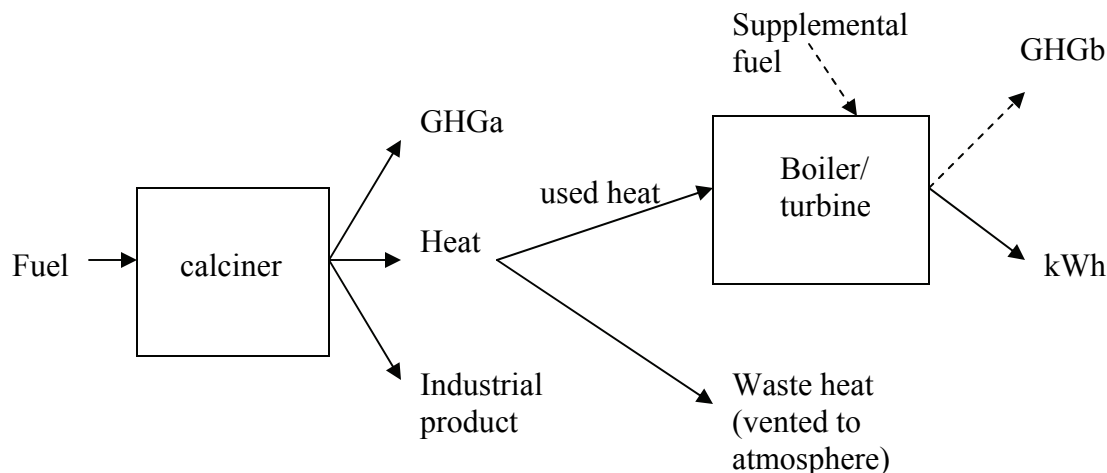 Supplemental
fuel
GHGb
GHGa
Boiler/
turbine
used heat
Heat
Fuel
calciner
kWh
Industrial
product
Waste heat
(vented to
atmosphere)